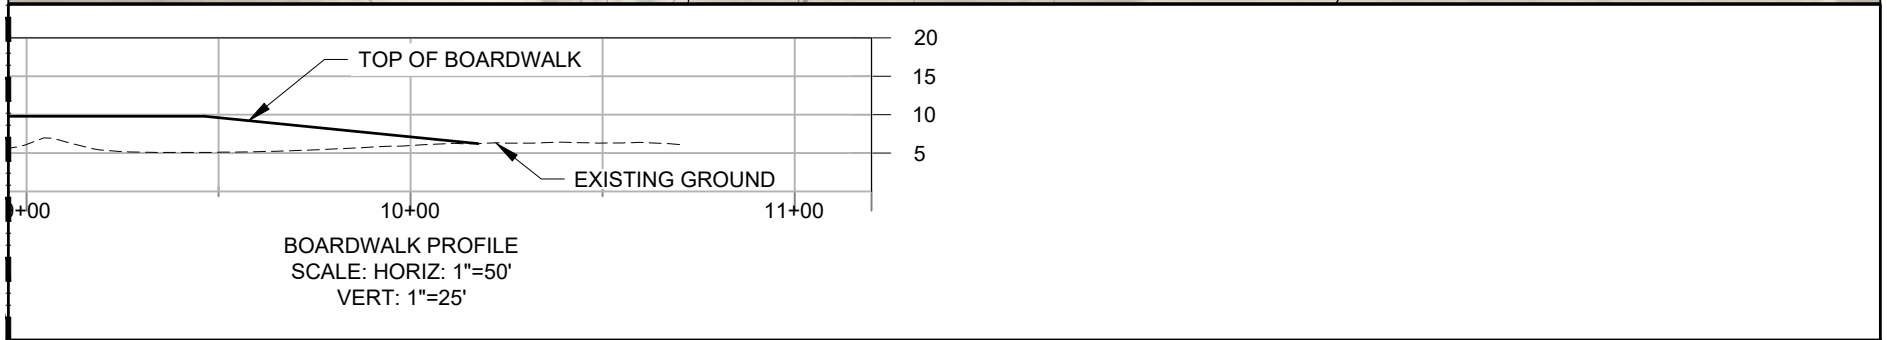 20
TOP OF BOARDWALK
15
10
5
EXISTING GROUND
+00
10+00
11+00
BOARDWALK PROFILE
SCALE: HORIZ: 1"=50'
VERT: 1"=25'